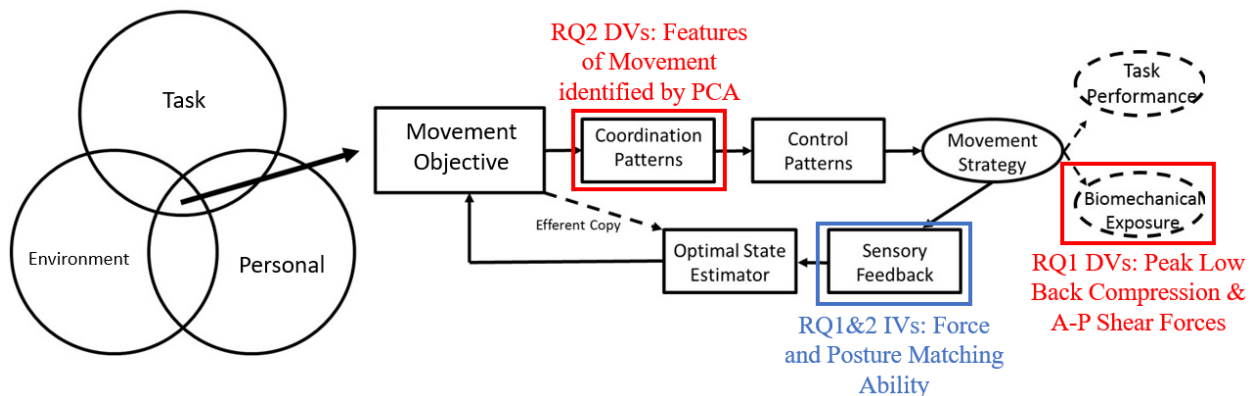 Task
Environment
Personal
RQ2 DVs: Features
of Movement
identified by PCA
Movement
Objective
Coordination
Patterns
Control
Patterns
Movement
Strategy
Task
Performance
Biomechanical
Exposure
RQ1 DVs: Peak Low
Back Compression &
A-P Shear Forces
Efferent Copy
Optimal State
Estimator
Sensory
Feedback
RQ1&2 IVs: Force
and Posture Matching
Ability